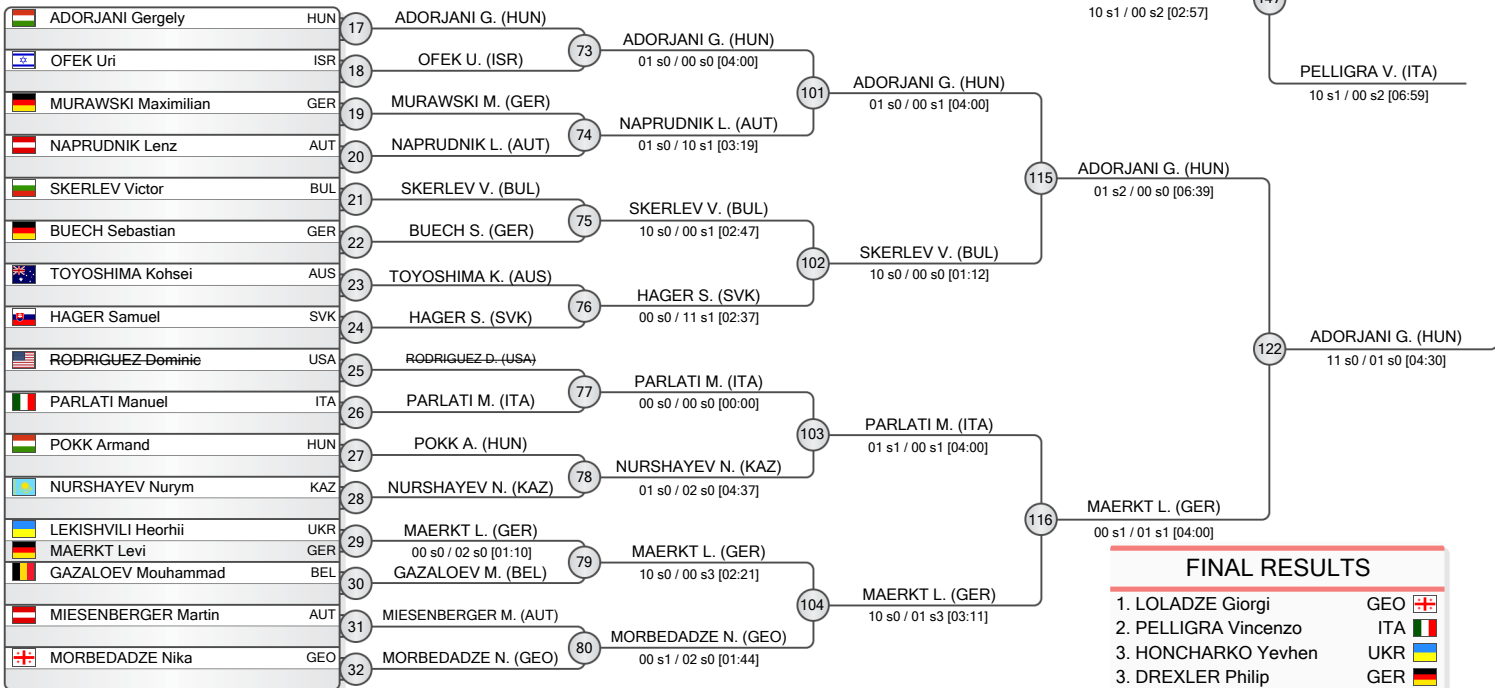 ADORJANI Gergely HUN
OFEK Uri ISR
MURAWSKI Maximilian GER
NAPRUDNIK Lenz AUT
SKERLEV Victor BUL
BUECH Sebastian GER
TOYOSHIMA Kohsei AUS
HAGER Samuel SVK
RODRIGUEZ Dominic USA
PARLATI Manuel ITA
POKK Armand HUN
NURSHAYEV Nurym KAZ
LEKISHVILI Heorhii UKR
MAERKT Levi GER
GAZALOEV Mouhammad BEL
MIESENBERGER Martin AUT
MORBEDADZE Nika GEO
17
18
19
20
21
22
23
24
25
26
27
28
29
30
31
32
ADORJANI G. (HUN)
OFEK U. (ISR)
MURAWSKI M. (GER)
NAPRUDNIK L. (AUT)
SKERLEV V. (BUL)
BUECH S. (GER)
TOYOSHIMA K. (AUS)
HAGER S. (SVK)
RODRIGUEZ D. (USA)
PARLATI M. (ITA)
POKK A. (HUN)
NURSHAYEV N. (KAZ)
MAERKT L. (GER)
00 s0 / 02 s0 [01:10]
GAZALOEV M. (BEL)
MIESENBERGER M. (AUT)
MORBEDADZE N. (GEO)
73
74
75
76
77
78
79
80
ADORJANI G. (HUN)
01 s0 / 00 s0 [04:00]
NAPRUDNIK L. (AUT)
01 s0 / 10 s1 [03:19]
SKERLEV V. (BUL)
10 s0 / 00 s1 [02:47]
HAGER S. (SVK)
00 s0 / 11 s1 [02:37]
PARLATI M. (ITA)
00 s0 / 00 s0 [00:00]
NURSHAYEV N. (KAZ)
01 s0 / 02 s0 [04:37]
MAERKT L. (GER)
10 s0 / 00 s3 [02:21]
MORBEDADZE N. (GEO)
00 s1 / 02 s0 [01:44]
101
102
103
104
ADORJANI G. (HUN)
01 s0 / 00 s1 [04:00]
SKERLEV V. (BUL)
10 s0 / 00 s0 [01:12]
PARLATI M. (ITA)
01 s1 / 00 s1 [04:00]
MAERKT L. (GER)
10 s0 / 01 s3 [03:11]
115
116
ADORJANI G. (HUN)
01 s2 / 00 s0 [06:39]
MAERKT L. (GER)
00 s1 / 01 s1 [04:00]
122
ADORJANI G. (HUN)
11 s0 / 01 s0 [04:30]
10 s1 / 00 s2 [02:57]
147
PELLIGRA V. (ITA)
10 s1 / 00 s2 [06:59]
FINAL RESULTS
1. LOLADZE Giorgi GEO
2. PELLIGRA Vincenzo ITA
3. HONCHARKO Yevhen UKR
3. DREXLER Philip GER